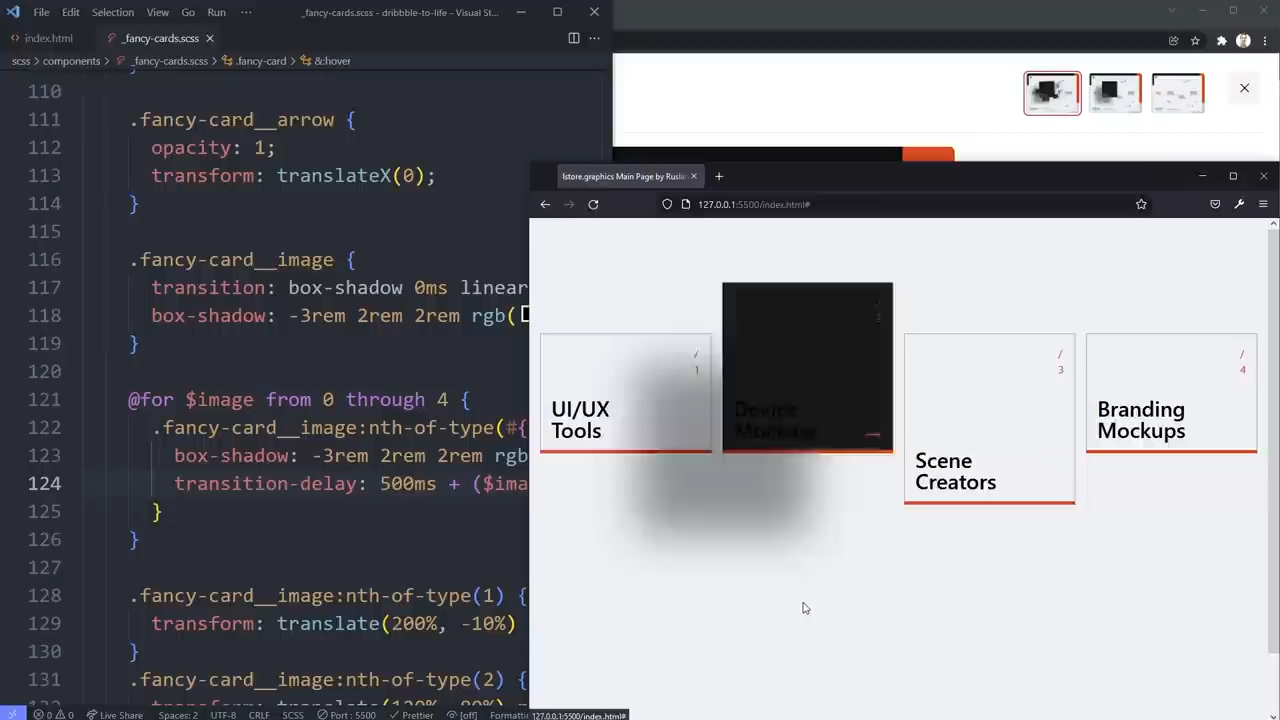 File Edit Selection View Go Run ··· _fancy-cards.scss - dribbble-to-life - Visual St...
index.html _fancy-cards.scss
scss > components > _fancy-cards.scss > .fancy-card > &:hover
110
111 .fancy-card__arrow {
112 opacity: 1;
113 transform: translateX(0);
114 }
115
116 .fancy-card__image {
117 transition: box-shadow 0ms linear
118 box-shadow: -3rem 2rem 2rem rgb(
119 }
120
121 @for $image from 0 through 4 {
122 .fancy-card__image:nth-of-type(#{
123 box-shadow: -3rem 2rem 2rem rgb
124 transition-delay: 500ms + ($ima
125 }
126 }
127
128 .fancy-card__image:nth-of-type(1) {
129 transform: translate(200%, -10%)
130 }
131 .fancy-card__image:nth-of-type(2) {
0 0 Live Share Spaces: 2 UTF-8 CRLF SCSS Port : 5500 Prettier [off] Formatting
lstore.graphics Main Page by Ruslan
127.0.0.1:5500/index.html#
/
1
UI/UX
Tools
Device
Mockups
/
3
Scene
Creators
/
4
Branding
Mockups
127.0.0.1:5500/index.html#